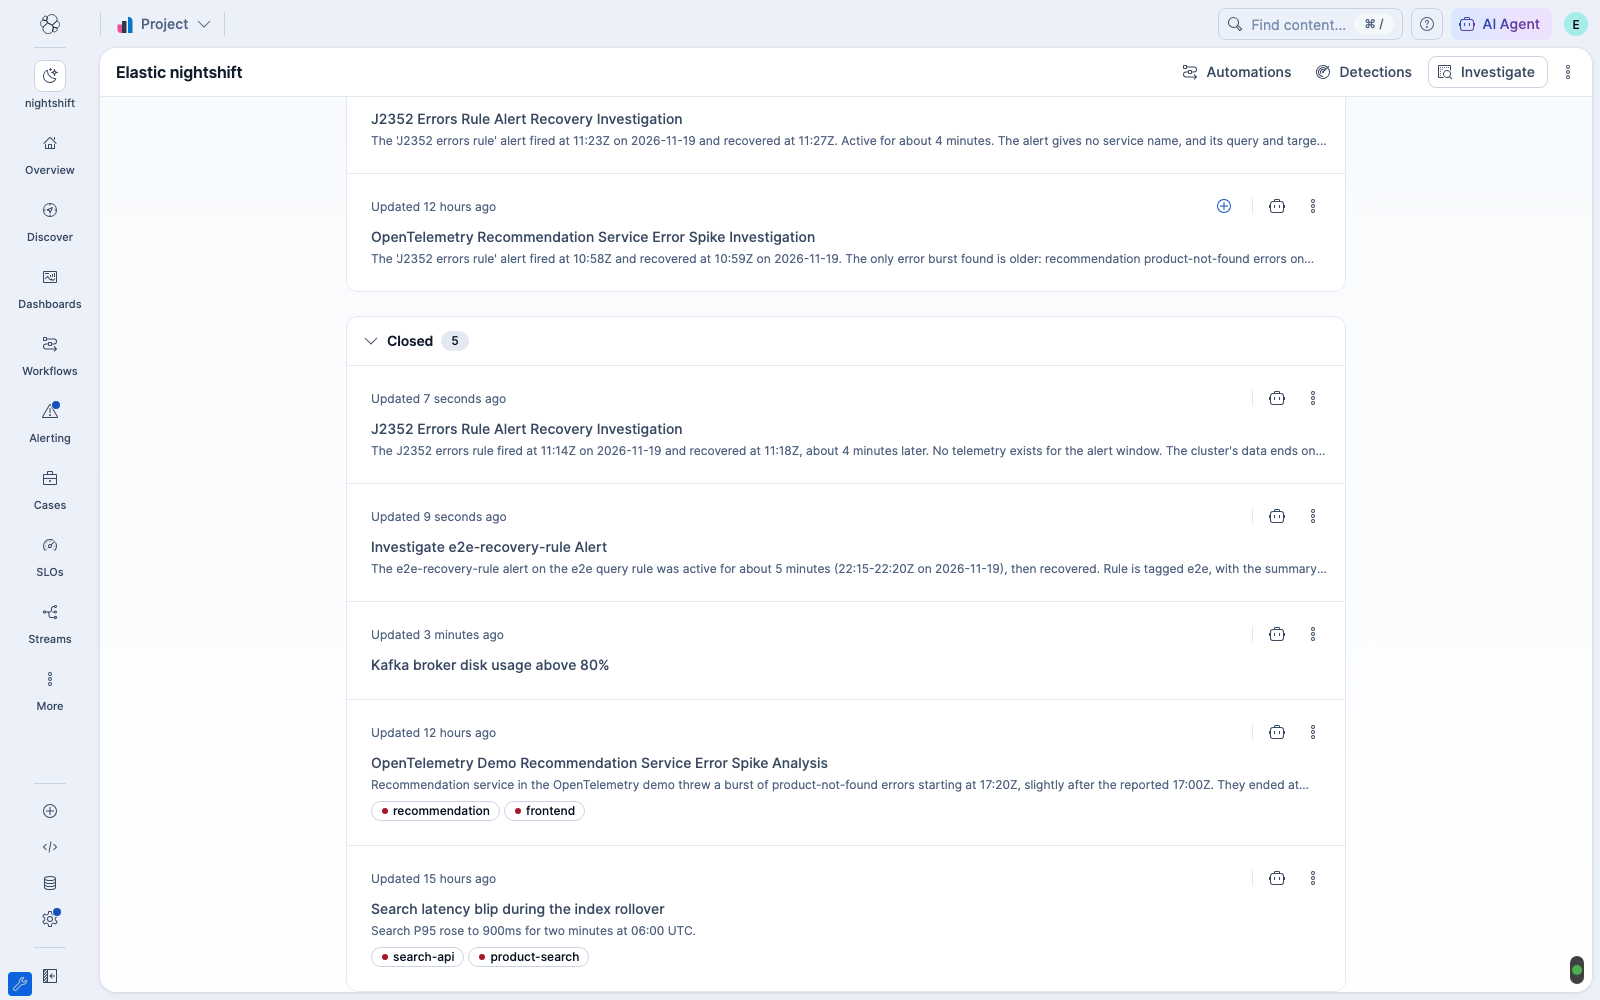 Project
Find content...
⌘ /
AI Agent
E
Elastic nightshift
Automations
Detections
Investigate
nightshift
Overview
Discover
Dashboards
Workflows
Alerting
Cases
SLOs
Streams
More
J2352 Errors Rule Alert Recovery Investigation
The 'J2352 errors rule' alert fired at 11:23Z on 2026-11-19 and recovered at 11:27Z. Active for about 4 minutes. The alert gives no service name, and its query and targe...
Updated 12 hours ago
OpenTelemetry Recommendation Service Error Spike Investigation
The 'J2352 errors rule' alert fired at 10:58Z and recovered at 10:59Z on 2026-11-19. The only error burst found is older: recommendation product-not-found errors on...
Closed 5
Updated 7 seconds ago
J2352 Errors Rule Alert Recovery Investigation
The J2352 errors rule fired at 11:14Z on 2026-11-19 and recovered at 11:18Z, about 4 minutes later. No telemetry exists for the alert window. The cluster's data ends on...
Updated 9 seconds ago
Investigate e2e-recovery-rule Alert
The e2e-recovery-rule alert on the e2e query rule was active for about 5 minutes (22:15-22:20Z on 2026-11-19), then recovered. Rule is tagged e2e, with the summary...
Updated 3 minutes ago
Kafka broker disk usage above 80%
Updated 12 hours ago
OpenTelemetry Demo Recommendation Service Error Spike Analysis
Recommendation service in the OpenTelemetry demo threw a burst of product-not-found errors starting at 17:20Z, slightly after the reported 17:00Z. They ended at...
recommendation
frontend
Updated 15 hours ago
Search latency blip during the index rollover
Search P95 rose to 900ms for two minutes at 06:00 UTC.
search-api
product-search